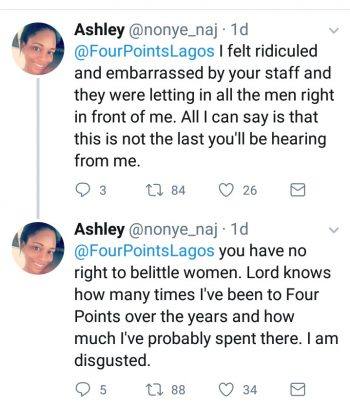 Ashley @nonye_naj · 1d
@FourPointsLagos I felt ridiculed
and embarrassed by your staff and
they were letting in all the men right
in front of me. All I can say is that
this is not the last you'll be hearing
from me.
3 84 26
Ashley @nonye_naj · 1d
@FourPointsLagos you have no
right to belittle women. Lord knows
how many times I've been to Four
Points over the years and how
much I've probably spent there. I am
disgusted.
5 88 34